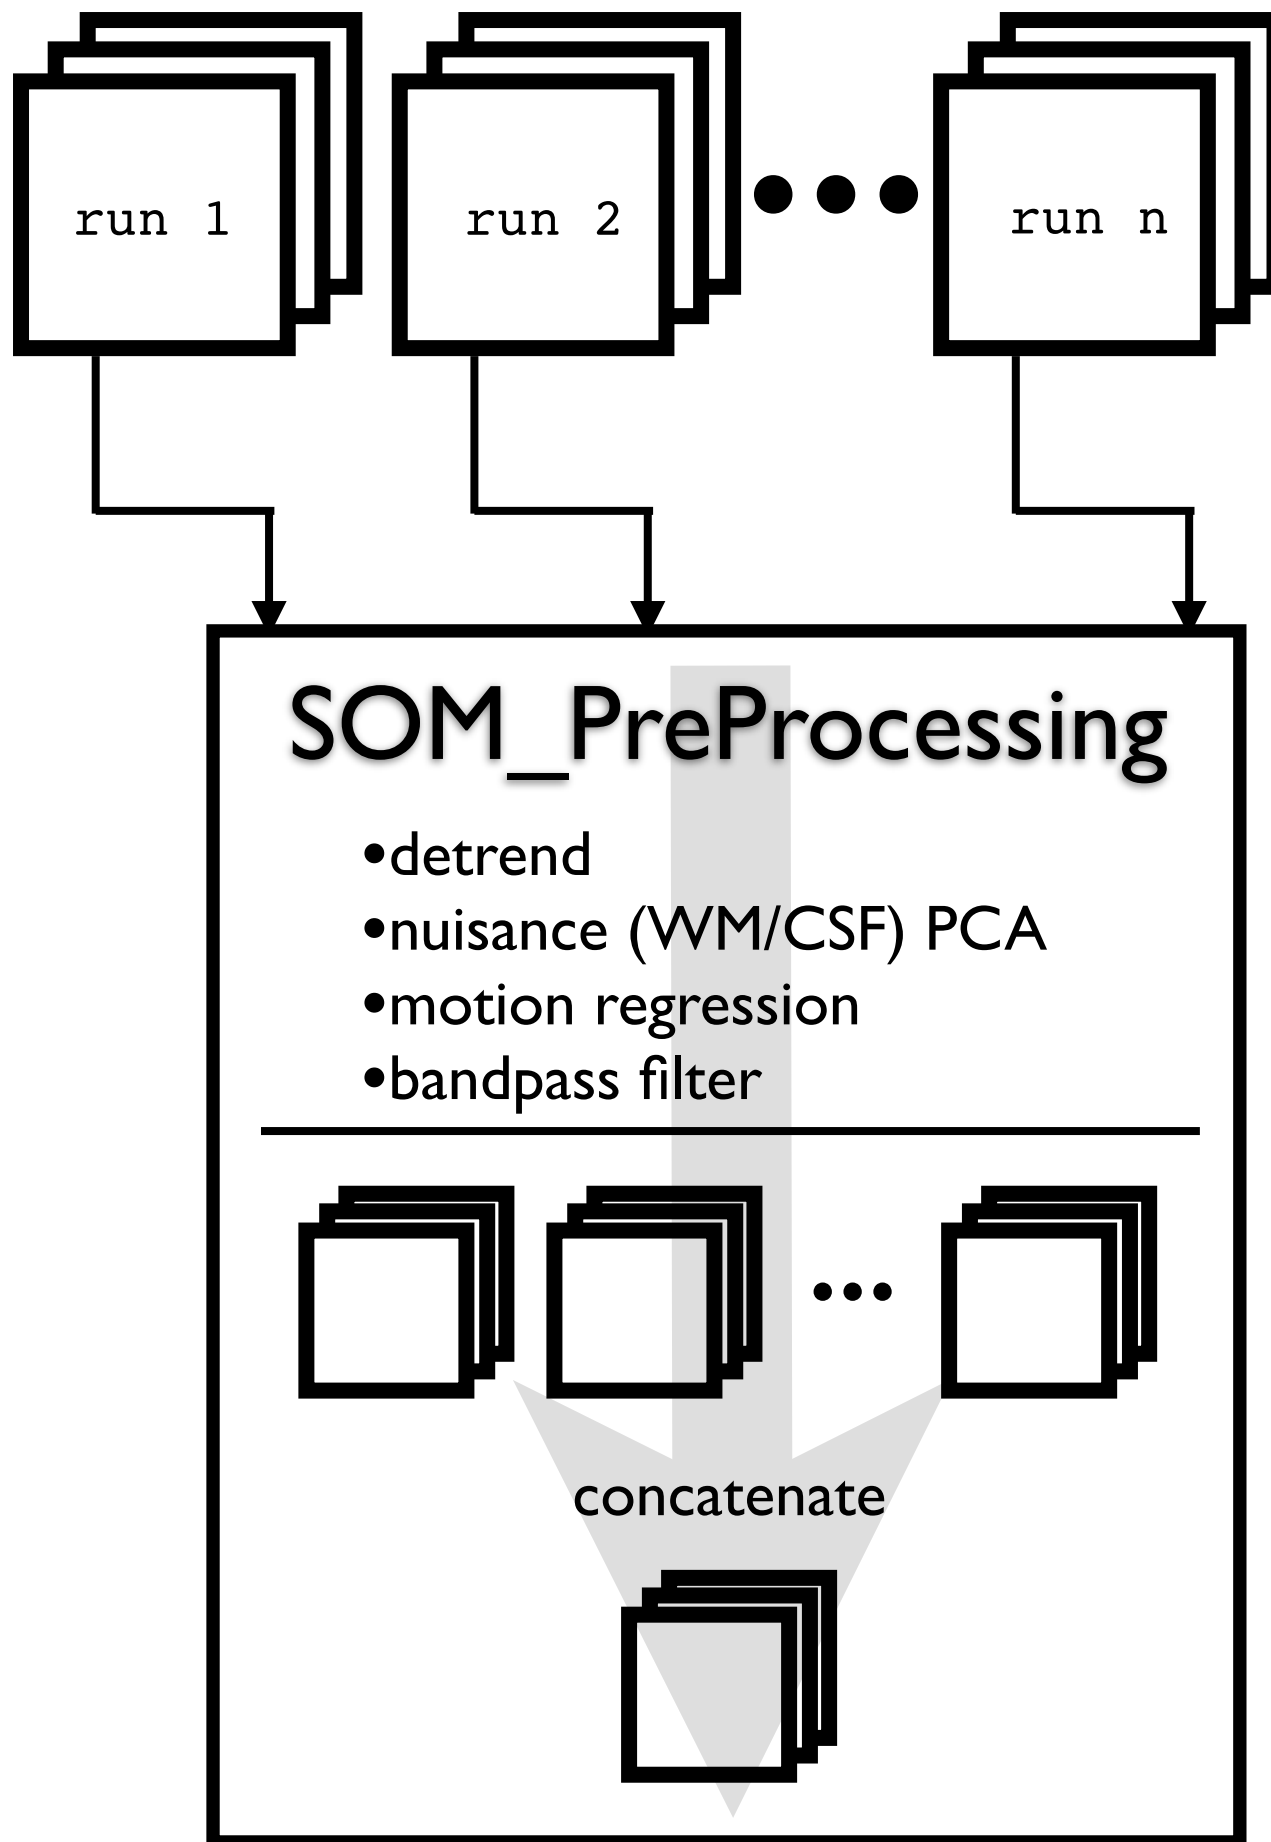 run 1
run 2
run n
SOM_PreProcessing
•detrend
•nuisance (WM/CSF) PCA
•motion regression
•bandpass filter
concatenate